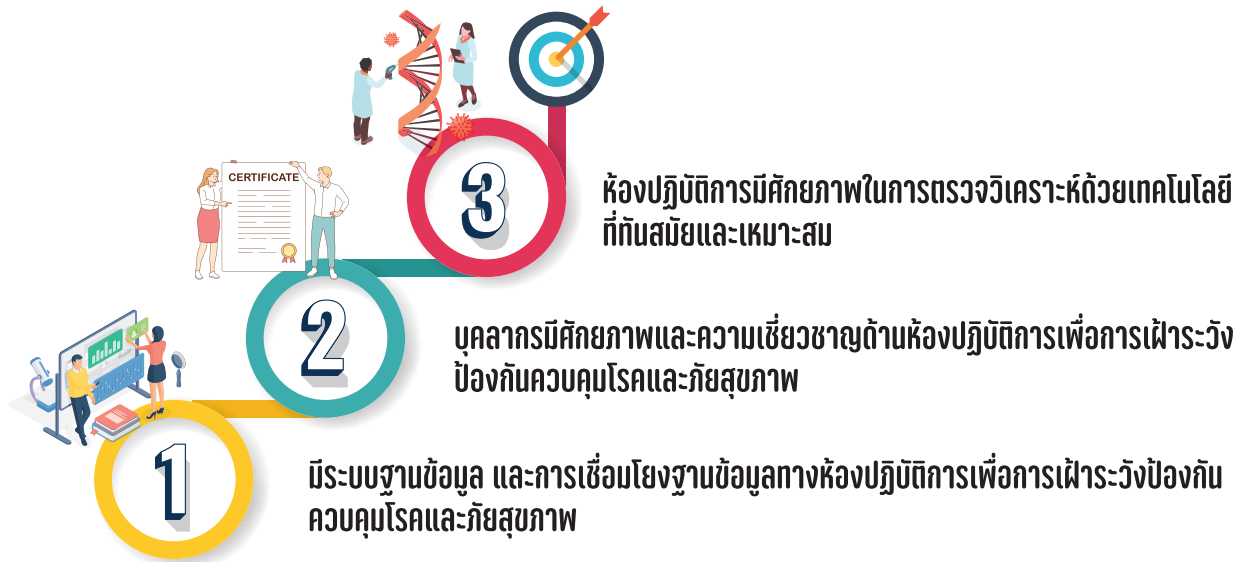 CERTIFICATE
3
ห้องปฏิบัติการมีศักยภาพในการตรวจวิเคราะห์ด้วยเทคโนโลยี
ที่ทันสมัยและเหมาะสม
2
บุคลากรมีศักยภาพและความเชี่ยวชาญด้านห้องปฏิบัติการเพื่อการเฝ้าระวัง
ป้องกันควบคุมโรคและภัยสุขภาพ
1
มีระบบฐานข้อมูล และการเชื่อมโยงฐานข้อมูลทางห้องปฏิบัติการเพื่อการเฝ้าระวังป้องกัน
ควบคุมโรคและภัยสุขภาพ